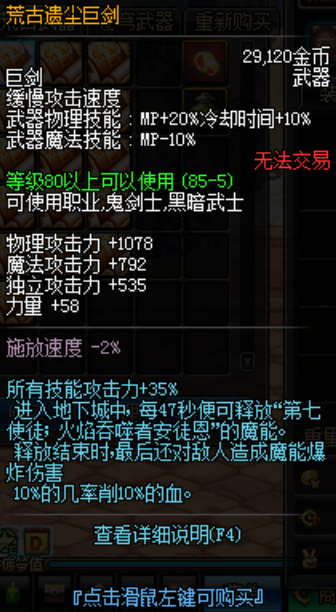 荒古遗尘巨剑
重新购买
29,120金币
巨剑
武器
缓慢攻击速度
武器物理技能：MP+20%冷却时间+10%
武器魔法技能：MP-10%
无法交易
等级80以上可以使用 (85-5)
可使用职业,鬼剑士,黑暗武士
物理攻击力 +1078
魔法攻击力 +792
独立攻击力 +535
力量 +58
施放速度 -2%
所有技能攻击力+35%
进入地下城中, 每47秒便可释放“第七
使徒; 火焰吞噬者安徒恩”的魔能。
释放结束时,最后还对敌人造成魔能爆
炸伤害
10%的几率削10%的血。
查看详细说明(F4)
D
疲劳值
『点击滑鼠左键可购买』